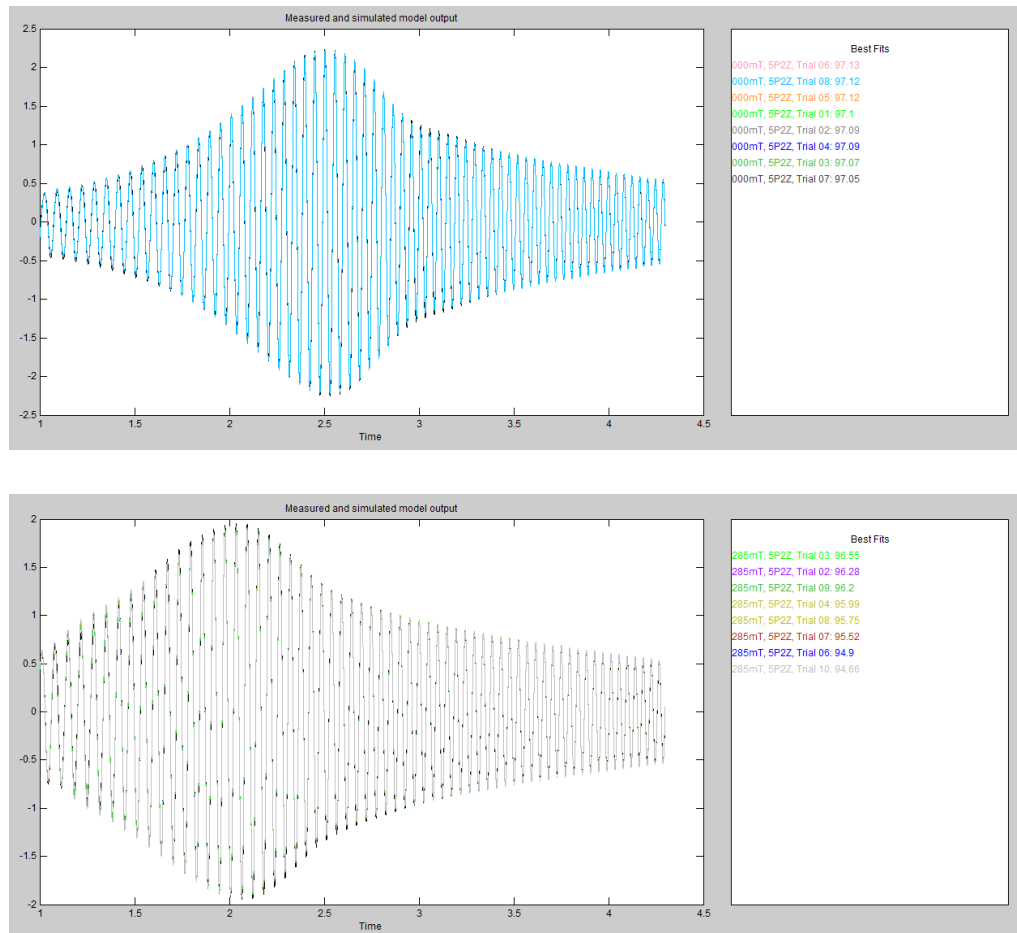 Measured and simulated model output
2.5
2
1.5
1
0.5
0
-0.5
-1
-1.5
-2
-2.5
1 1.5 2 2.5 3 3.5 4 4.5
Time
Best Fits
000mT, 5P2Z, Trial 06: 97.13
000mT, 5P2Z, Trial 08: 97.12
000mT, 5P2Z, Trial 05: 97.12
000mT, 5P2Z, Trial 01: 97.1
000mT, 5P2Z, Trial 02: 97.09
000mT, 5P2Z, Trial 04: 97.09
000mT, 5P2Z, Trial 03: 97.07
000mT, 5P2Z, Trial 07: 97.05
Measured and simulated model output
2
1.5
1
0.5
0
-0.5
-1
-1.5
-2
1 1.5 2 2.5 3 3.5 4 4.5
Time
Best Fits
285mT, 5P2Z, Trial 03: 96.55
285mT, 5P2Z, Trial 02: 96.28
285mT, 5P2Z, Trial 09: 96.2
285mT, 5P2Z, Trial 04: 95.99
285mT, 5P2Z, Trial 08: 95.75
285mT, 5P2Z, Trial 07: 95.52
285mT, 5P2Z, Trial 06: 94.9
285mT, 5P2Z, Trial 10: 94.66